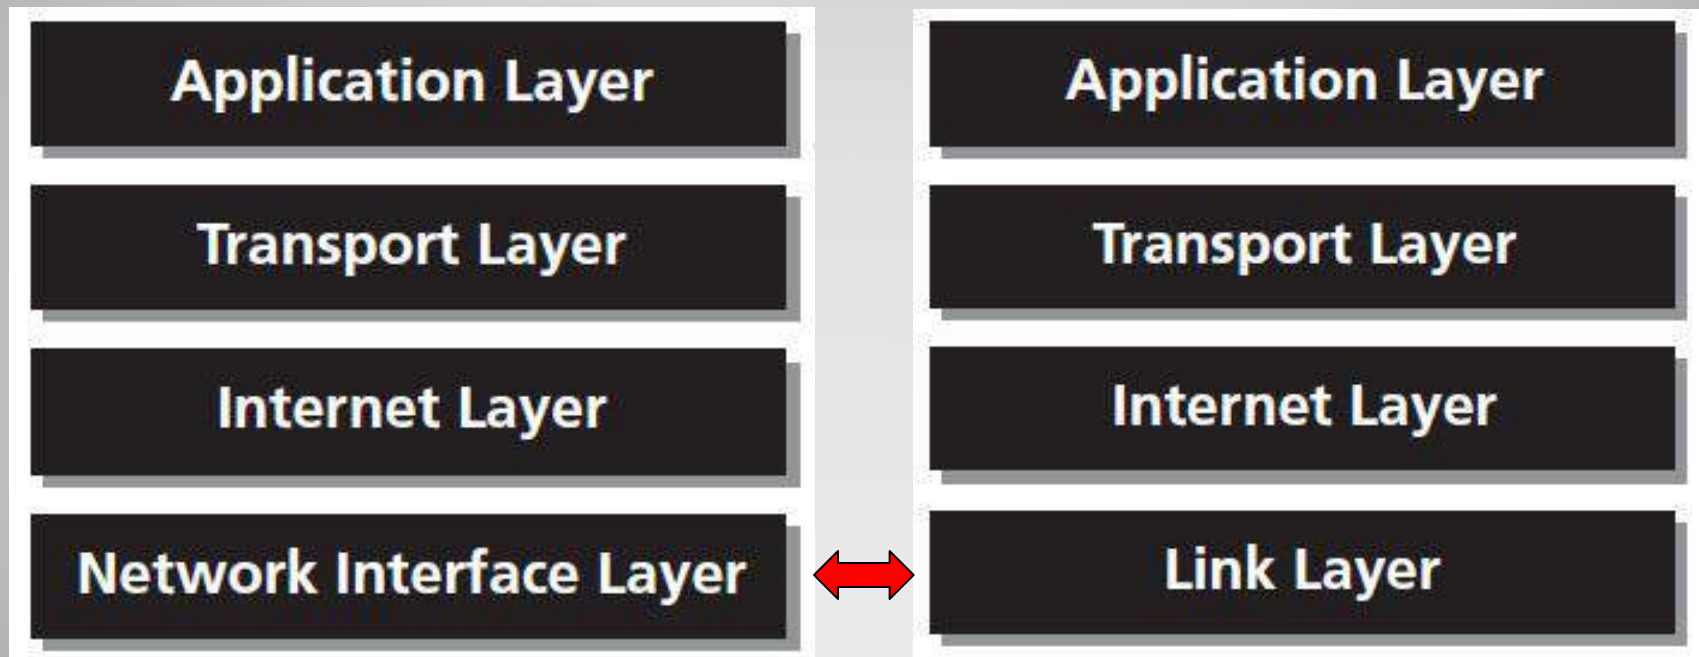 Application Layer
Transport Layer
Internet Layer
Network Interface Layer
Application Layer
Transport Layer
Internet Layer
Link Layer